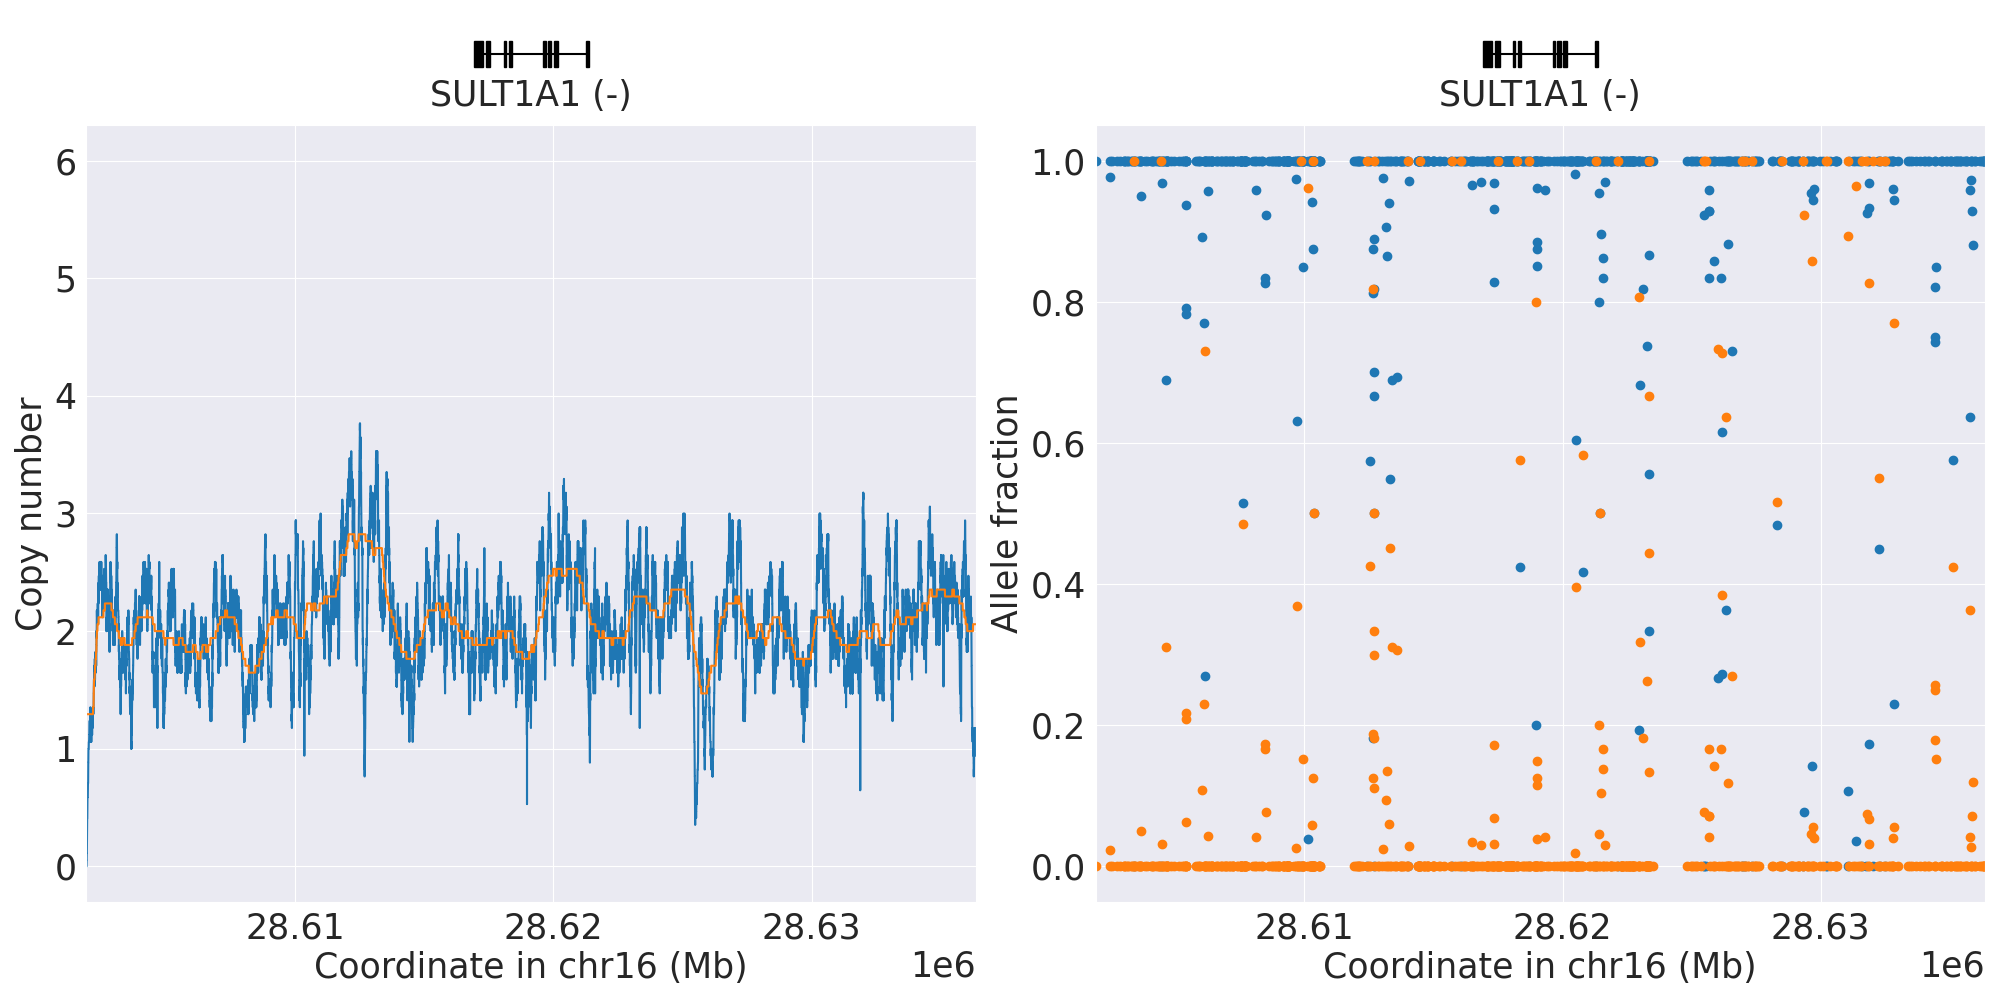 SULT1A1 (-)
6
5
4
3
2
1
0
Copy number
28.61
28.62
28.63
Coordinate in chr16 (Mb)
1e6
SULT1A1 (-)
1.0
0.8
0.6
0.4
0.2
0.0
Allele fraction
28.61
28.62
28.63
Coordinate in chr16 (Mb)
1e6